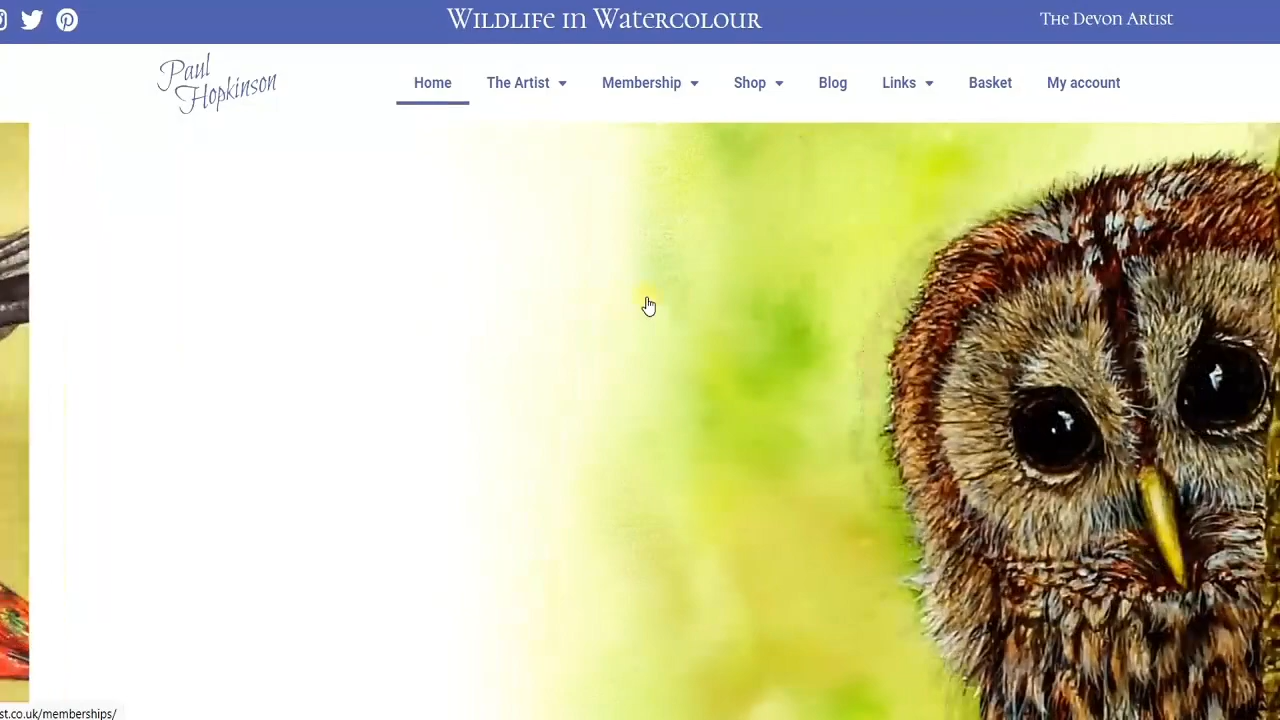 Wildlife in Watercolour
The Devon Artist
Paul Hopkinson
Home
The Artist
Membership
Shop
Blog
Links
Basket
My account
st.co.uk/memberships/